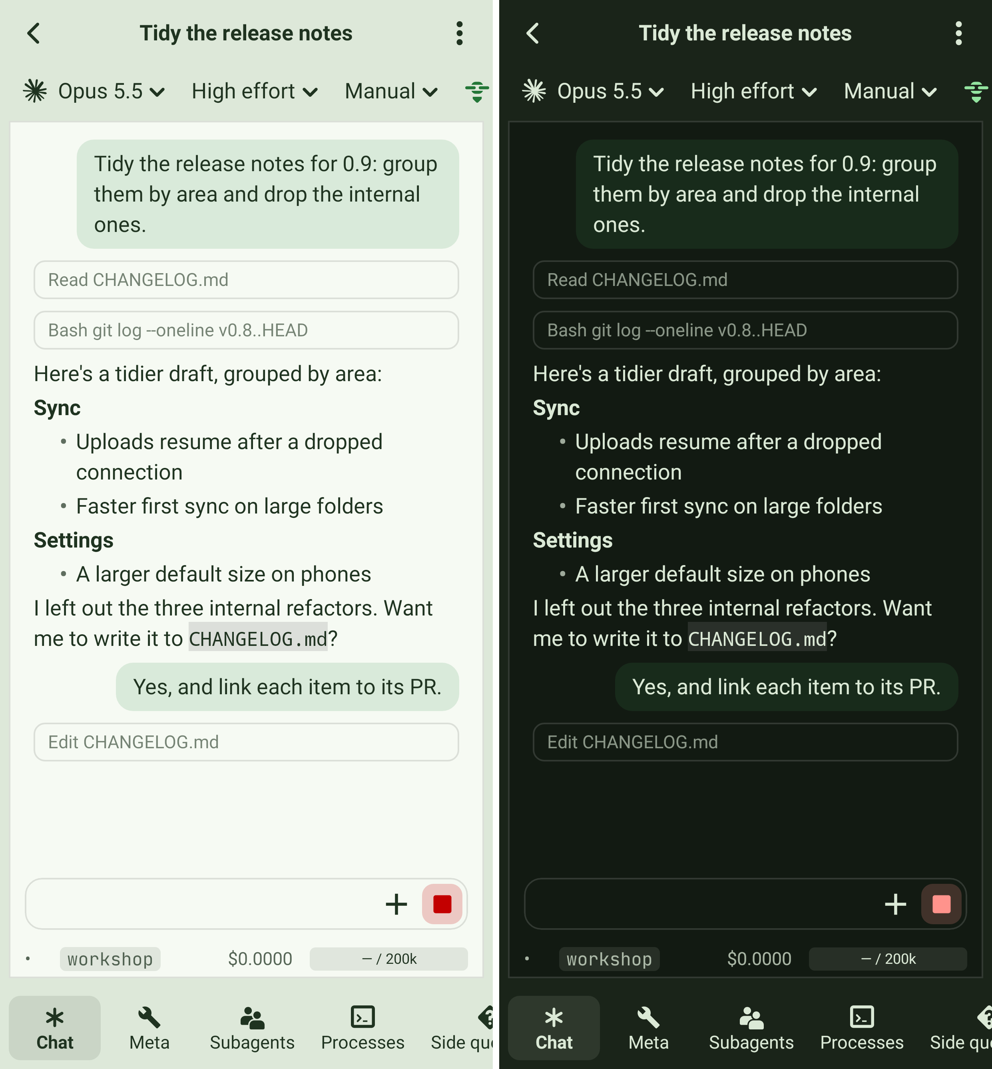 Tidy the release notes
Opus 5.5 High effort Manual
Tidy the release notes for 0.9: group
them by area and drop the internal
ones.
Read CHANGELOG.md
Bash git log --oneline v0.8..HEAD
Here's a tidier draft, grouped by area:
Sync
• Uploads resume after a dropped
connection
• Faster first sync on large folders
Settings
• A larger default size on phones
I left out the three internal refactors. Want
me to write it to CHANGELOG.md?
Yes, and link each item to its PR.
Edit CHANGELOG.md
• workshop $0.0000 – / 200k
Chat Meta Subagents Processes Side qu
Tidy the release notes
Opus 5.5 High effort Manual
Tidy the release notes for 0.9: group
them by area and drop the internal
ones.
Read CHANGELOG.md
Bash git log --oneline v0.8..HEAD
Here's a tidier draft, grouped by area:
Sync
• Uploads resume after a dropped
connection
• Faster first sync on large folders
Settings
• A larger default size on phones
I left out the three internal refactors. Want
me to write it to CHANGELOG.md?
Yes, and link each item to its PR.
Edit CHANGELOG.md
• workshop $0.0000 – / 200k
Chat Meta Subagents Processes Side qu